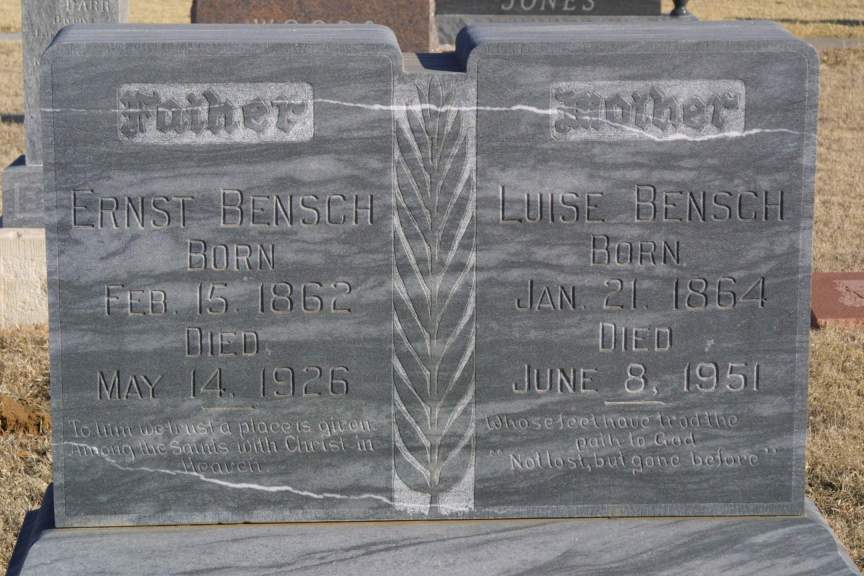 DARR
WOODS
JONES
Father
ERNST BENSCH
BORN
FEB. 15. 1862
DIED
MAY 14. 1926
To him we trust a place is given.
Among the Saints with Christ in
Heaven
Mother
LUISE BENSCH
BORN
JAN. 21. 1864
DIED
JUNE 8, 1951
Whose feet have trod the
path to God
"Not lost, but gone before"